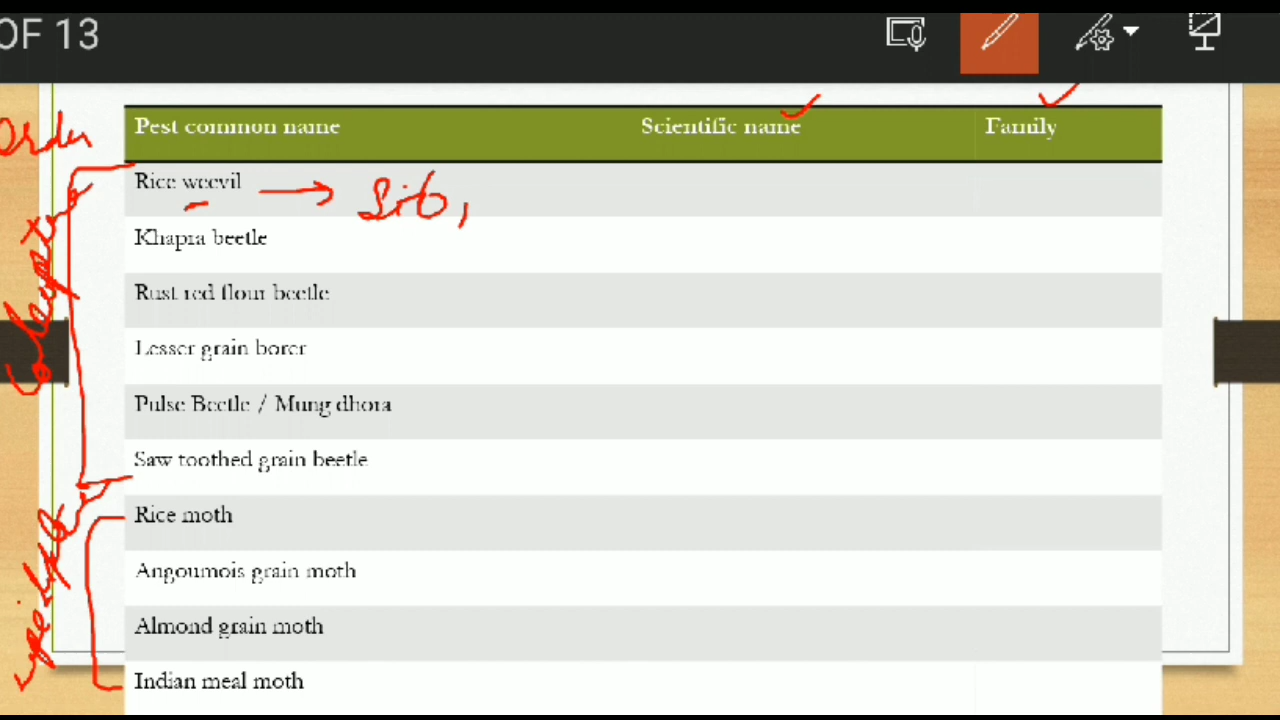 OF 13
Order
Pest common name Scientific name Family
Rice weevil
Khapra beetle
Rust red flour beetle
Lesser grain borer
Pulse Beetle / Mung dhora
Saw toothed grain beetle
Rice moth
Angoumois grain moth
Almond grain moth
Indian meal moth